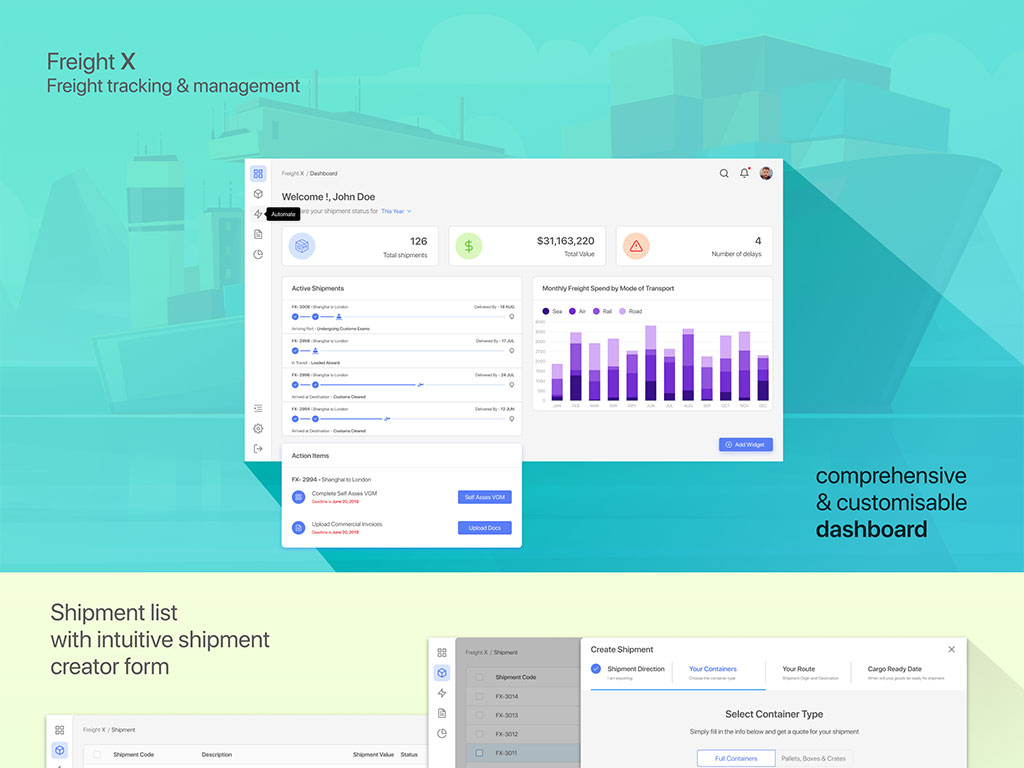 Freight X
Freight tracking & management
Freight X / Dashboard
Welcome !, John Doe
are your shipment status for This Year
Automate
126
Total shipments
$31,163,220
Total Value
4
Number of delays
Active Shipments
FX- 3006 - Shanghai to London
Delivered By - 18 AUG
Arriving Port - Undergoing Customs Exams
FX- 2998 - Shanghai to London
Delivered By - 17 JUL
In Transit - Loaded Aboard
FX- 2996 - Shanghai to London
Delivered By - 24 JUL
Arrived at Destination - Customs Cleared
FX- 2994 - Shanghai to London
Delivered By - 12 JUN
Arrived at Destination - Customs Cleared
Monthly Freight Spend by Mode of Transport
Sea Air Rail Road
4000
3500
3000
2500
2000
1500
1000
500
0
JAN FEB MAR APR JUN JUL AUG SEP OCT NOV DEC
Add Widget
Action Items
FX- 2994 - Shanghai to London
Complete Self Asses VGM
Deadline is June 20, 2019
Self Asses VGM
Upload Commercial Invoices
Deadline is June 20, 2019
Upload Docs
comprehensive
& customisable
dashboard
Shipment list
with intuitive shipment
creator form
Freight X / Shipment
Shipment Code
Description
Shipment Value
Status
Freight X / Shipment
Shipment Code
FX-3014
FX-3013
FX-3012
FX-3011
Create Shipment
Shipment Direction
I am exporting
Your Containers
Choose the container type
Your Route
Shipment Origin and Destination
Cargo Ready Date
When will your goods be ready for shipment
Select Container Type
Simply fill in the info below and get a quote for your shipment
Full Containers
Pallets, Boxes & Crates